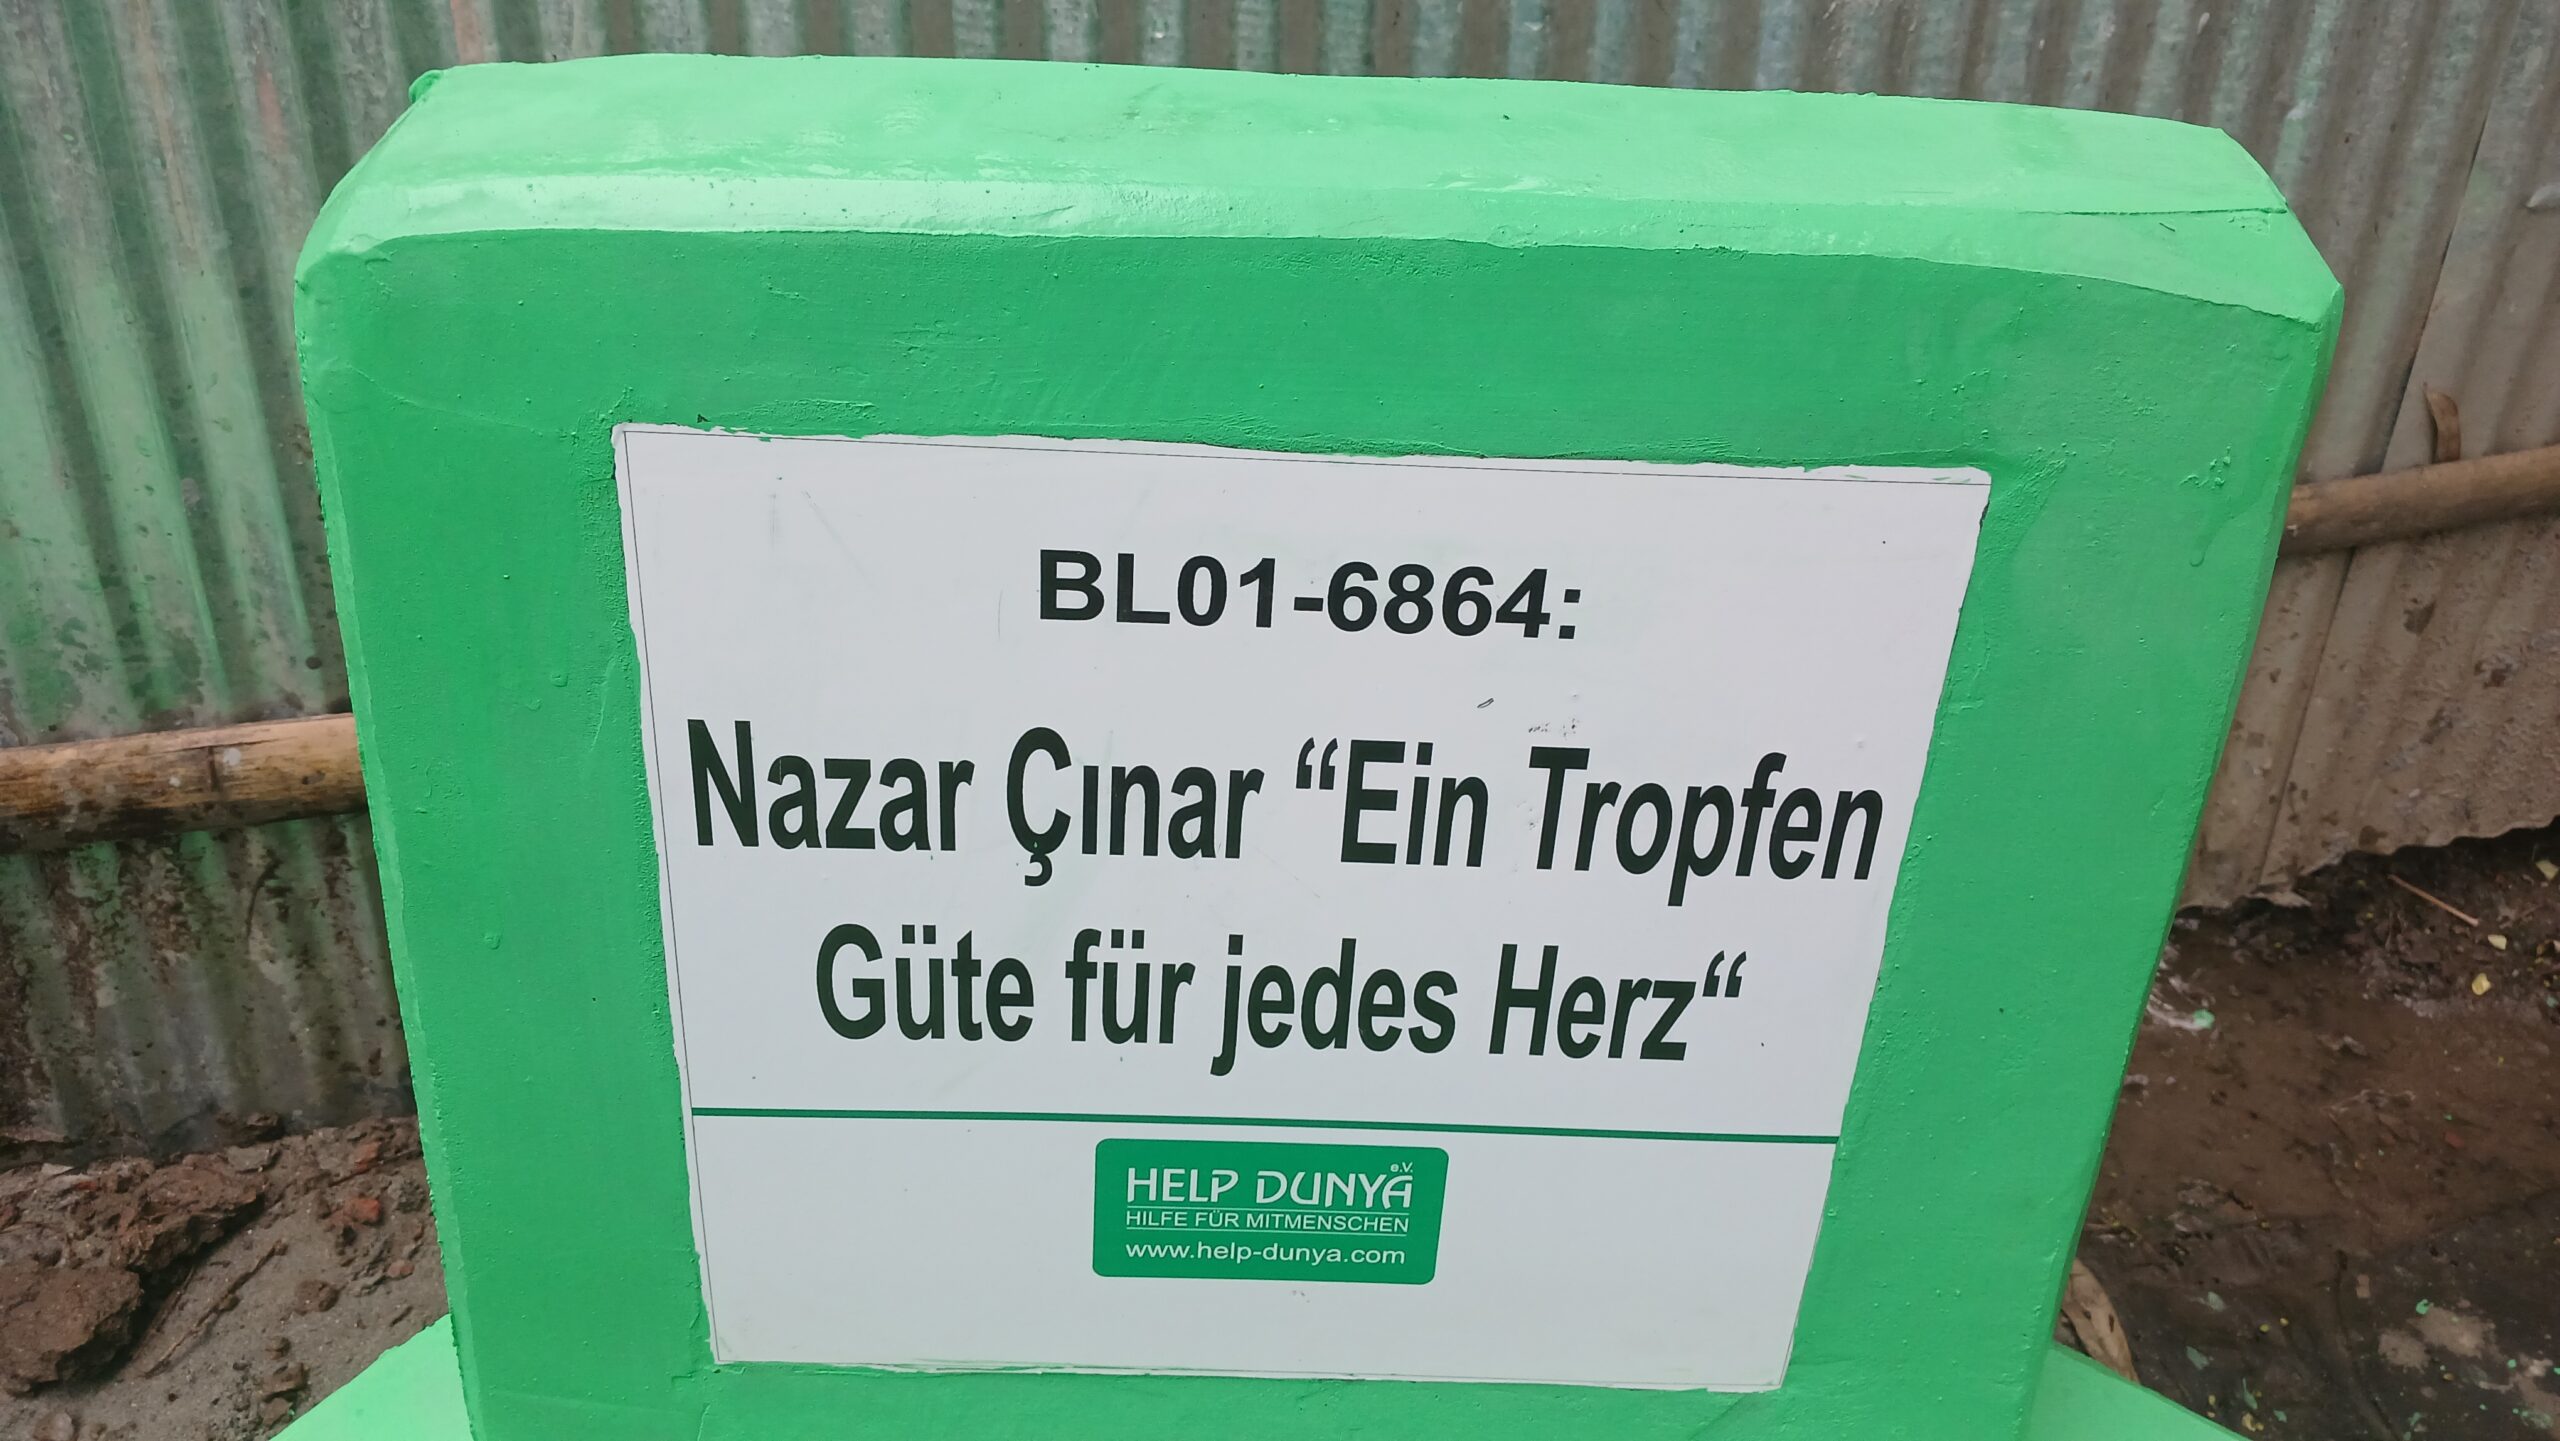 BL01-6864:
Nazar Çınar “Ein Tropfen
Güte für jedes Herz“
HELP DUNYA e.V.
HILFE FÜR MITMENSCHEN
www.help-dunya.com